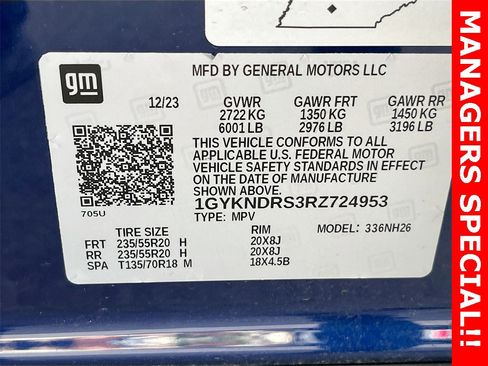 gm
MFD BY GENERAL MOTORS LLC
12/23 GVWR GAWR FRT GAWR RR
2722 KG 1350 KG 1450 KG
6001 LB 2976 LB 3196 LB
THIS VEHICLE CONFORMS TO ALL
APPLICABLE U.S. FEDERAL MOTOR
VEHICLE SAFETY STANDARDS IN EFFECT
ON THE DATE OF MANUFACTURE
SHOWN ABOVE.
705U
1GYKNDRS3RZ724953
TYPE: MPV MODEL: 336NH26
TIRE SIZE RIM
FRT 235/55R20 H 20X8J
RR 235/55R20 H 20X8J
SPA T135/70R18 M 18X4.5B
MANAGERS SPECIAL!